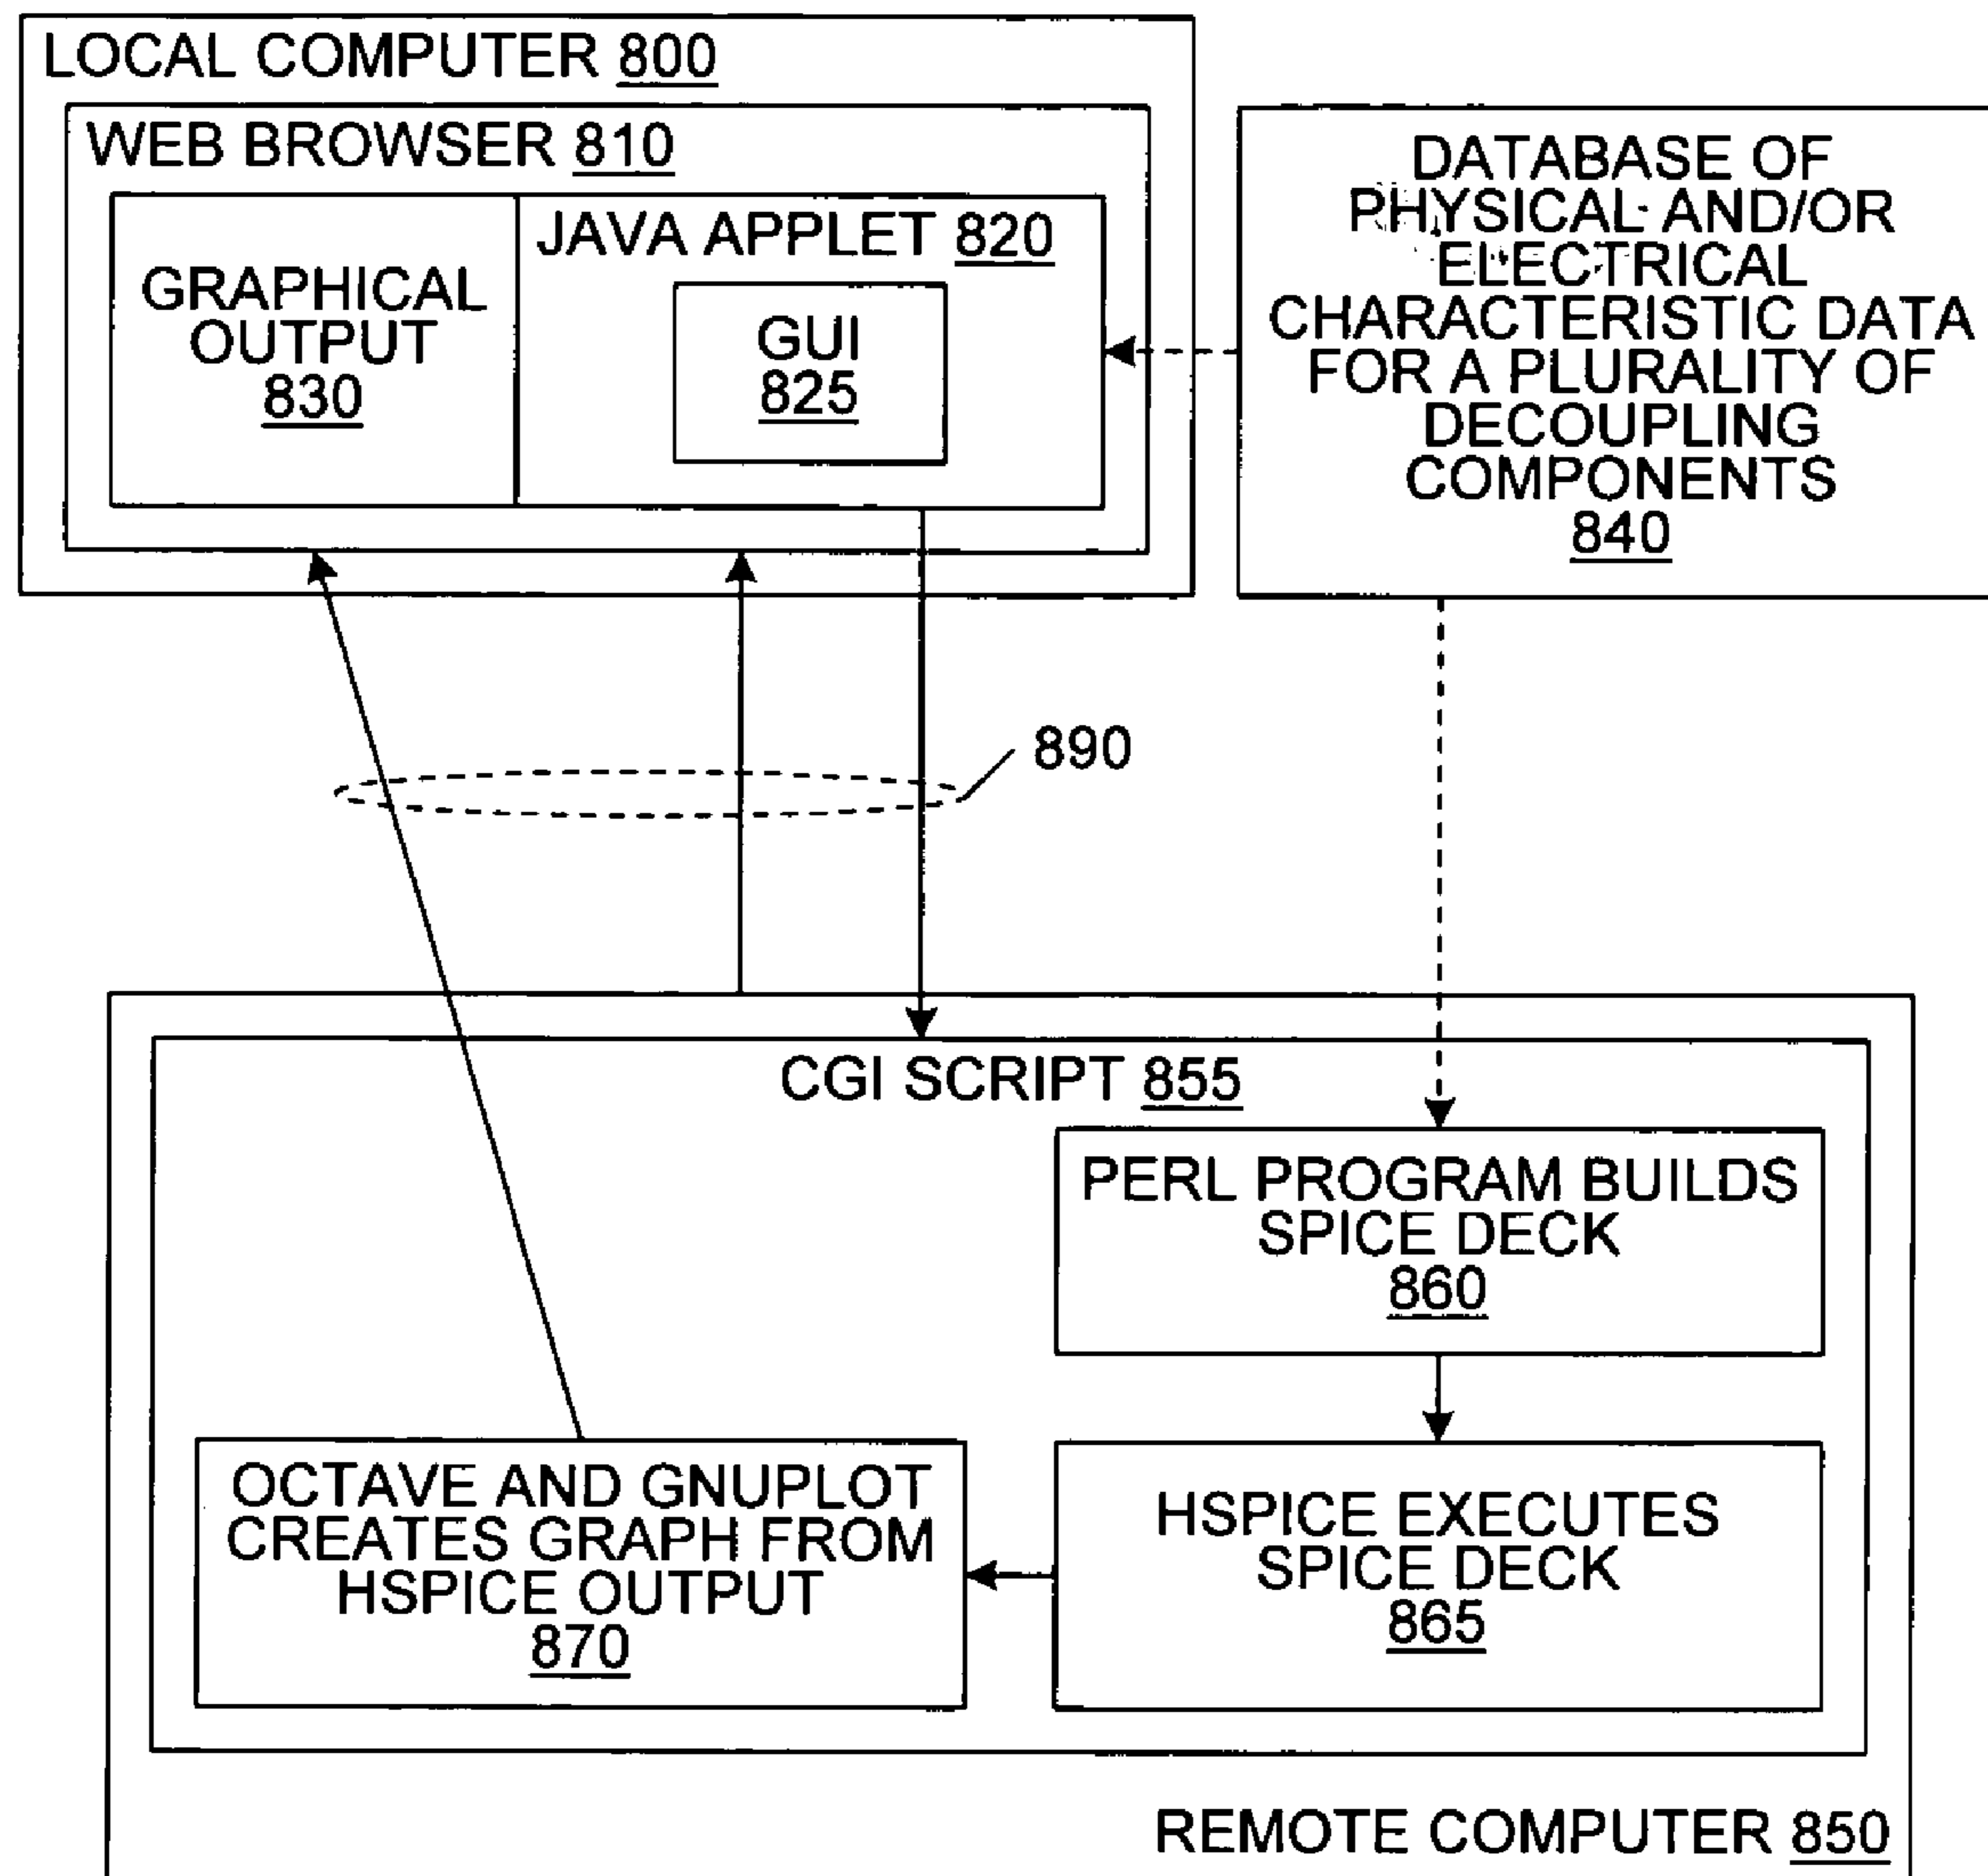 LOCAL COMPUTER 800
WEB BROWSER 810
JAVA APPLET 820
GRAPHICAL
OUTPUT
830
GUI
825
DATABASE OF
PHYSICAL AND/OR
ELECTRICAL
CHARACTERISTIC DATA
FOR A PLURALITY OF
DECOUPLING
COMPONENTS
840
890
CGI SCRIPT 855
PERL PROGRAM BUILDS
SPICE DECK
860
OCTAVE AND GNUPLOT
CREATES GRAPH FROM
HSPICE OUTPUT
870
HSPICE EXECUTES
SPICE DECK
865
REMOTE COMPUTER 850